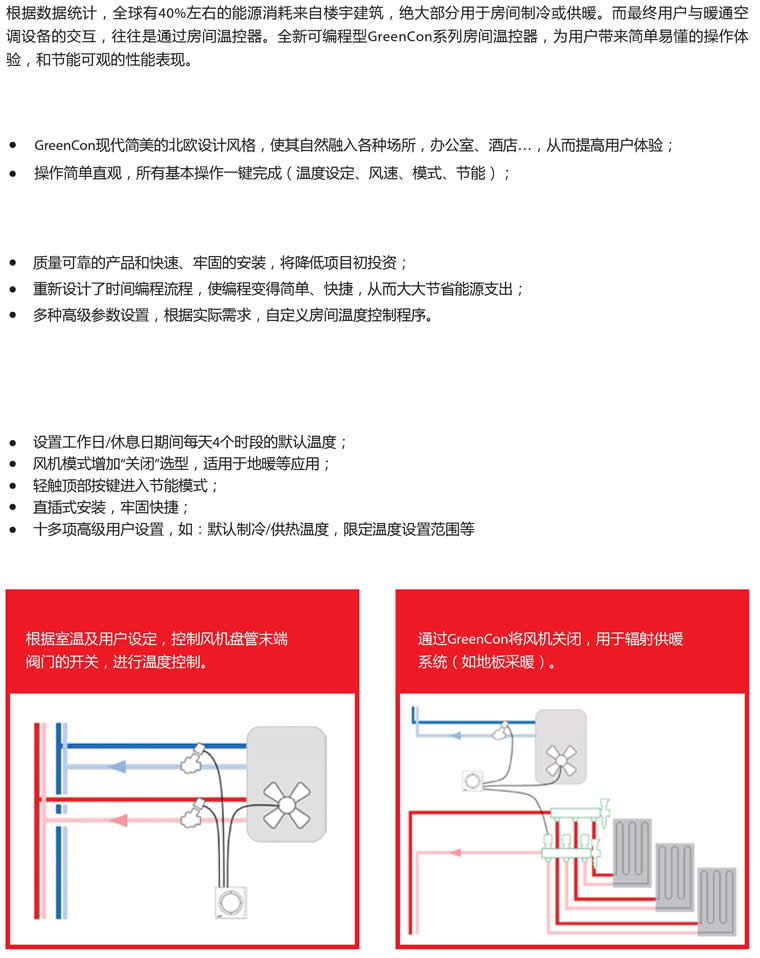 根据数据统计，全球有40%左右的能源消耗来自楼宇建筑，绝大部分用于房间制冷或供暖。而最终用户与暖通空
调设备的交互，往往是通过房间温控器。全新可编程型GreenCon系列房间温控器，为用户带来简单易懂的操作体
验，和节能可观的性能表现。
● GreenCon现代简美的北欧设计风格，使其自然融入各种场所，办公室、酒店…，从而提高用户体验；
● 操作简单直观，所有基本操作一键完成（温度设定、风速、模式、节能）；
● 质量可靠的产品和快速、牢固的安装，将降低项目初投资；
● 重新设计了时间编程流程，使编程变得简单、快捷，从而大大节省能源支出；
● 多种高级参数设置，根据实际需求，自定义房间温度控制程序。
● 设置工作日/休息日期间每天4个时段的默认温度；
● 风机模式增加“关闭”选型，适用于地暖等应用；
● 轻触顶部按键进入节能模式；
● 直插式安装，牢固快捷；
● 十多项高级用户设置，如：默认制冷/供热温度，限定温度设置范围等
根据室温及用户设定，控制风机盘管末端
阀门的开关，进行温度控制。
通过GreenCon将风机关闭，用于辐射供暖
系统（如地板采暖）。